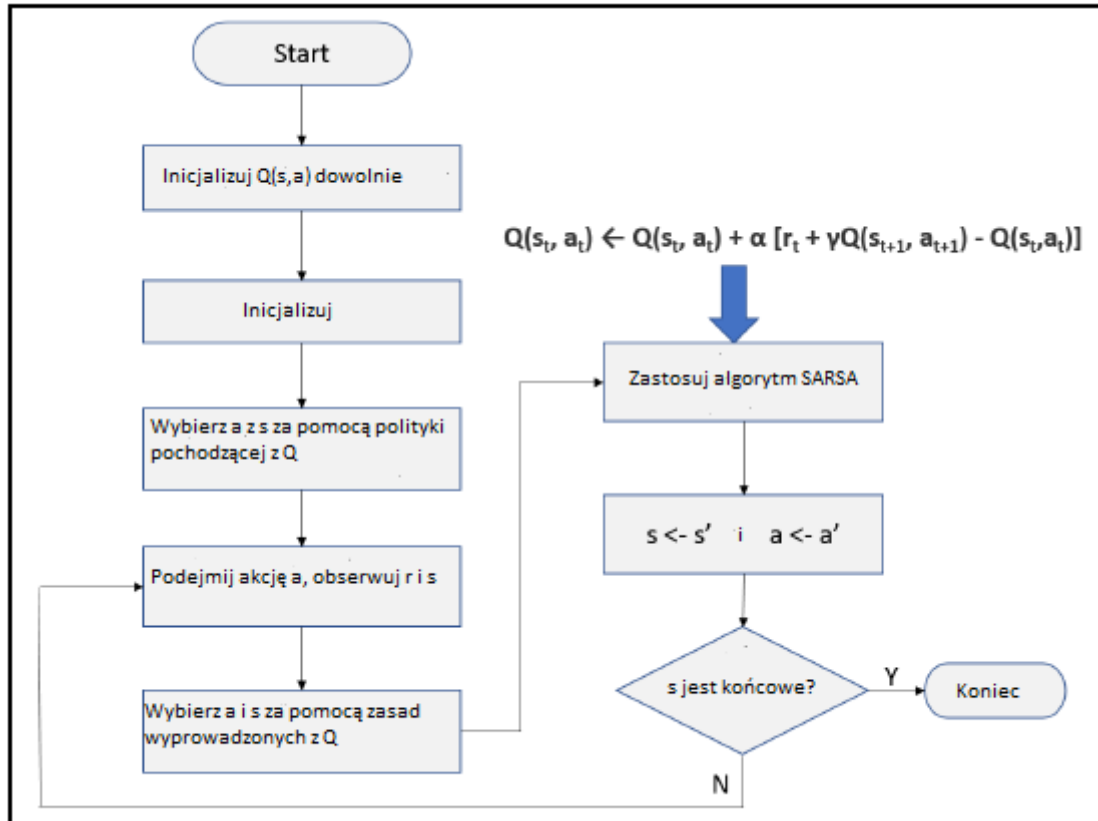 Start
Inicjalizuj Q(s,a) dowolnie
Inicjalizuj
Wybierz a z s za pomocą polityki
pochodzącej z Q
Podejmij akcję a, obserwuj r i s
Wybierz a i s za pomocą zasad
wyprowadzonych z Q
Q(sₜ, aₜ) ← Q(sₜ, aₜ) + α [rₜ + γQ(sₜ₊₁, aₜ₊₁) - Q(sₜ,aₜ)]
Zastosuj algorytm SARSA
s <- s’ i a <- a’
s jest końcowe?
Y
Koniec
N